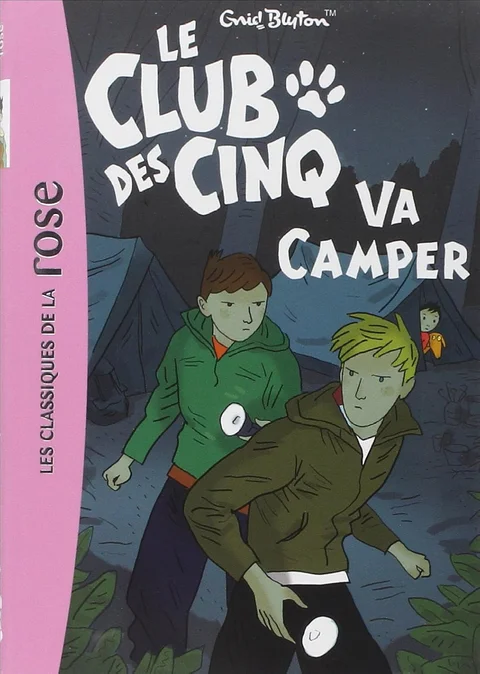 Enid Blyton™
LE
CLUB
DES CINQ
VA
CAMPER
LES CLASSIQUES DE LA rose